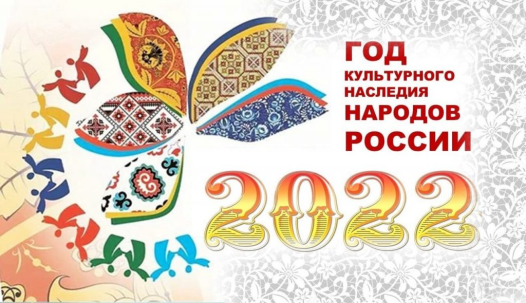 ГОД
КУЛЬТУРНОГО
НАСЛЕДИЯ
НАРОДОВ
РОССИИ
2022